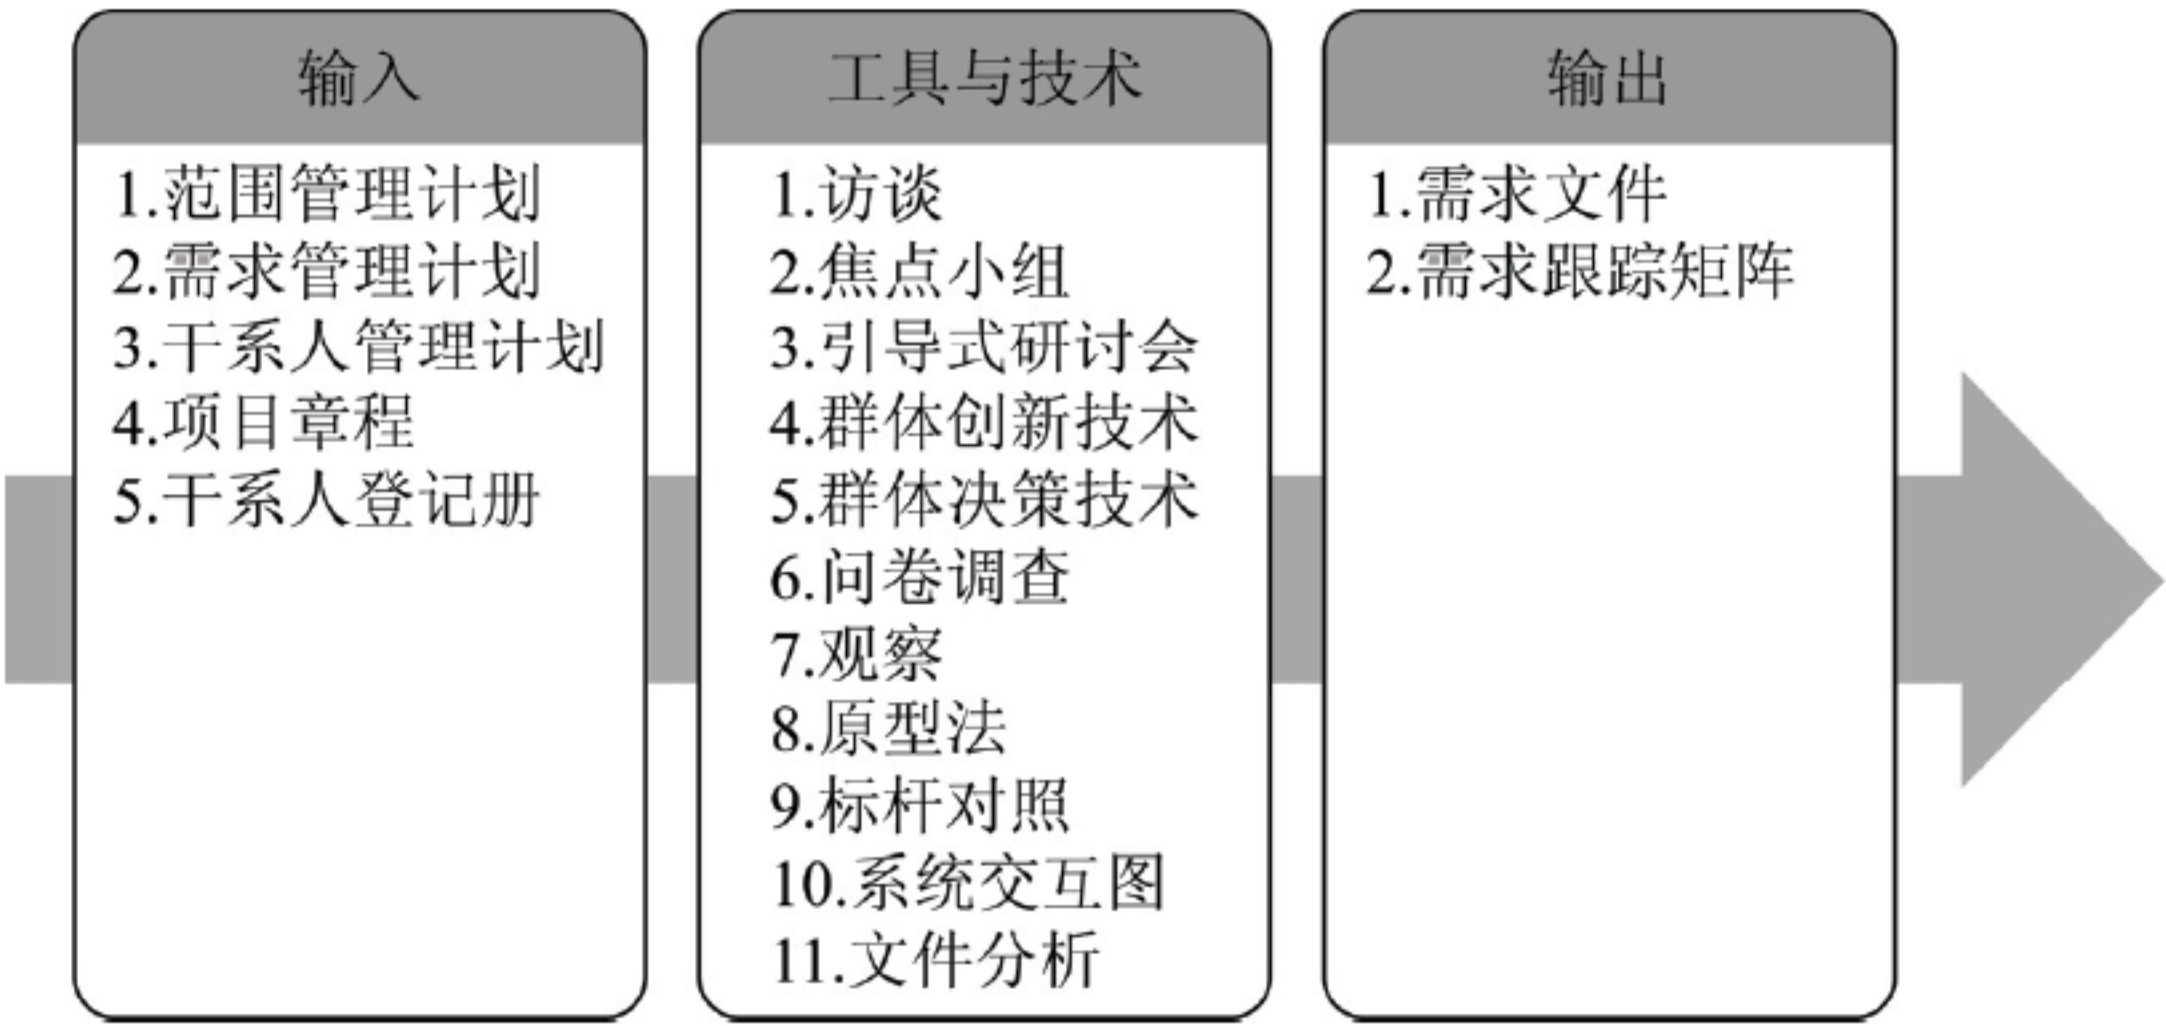 输入
1.范围管理计划
2.需求管理计划
3.干系人管理计划
4.项目章程
5.干系人登记册
工具与技术
1.访谈
2.焦点小组
3.引导式研讨会
4.群体创新技术
5.群体决策技术
6.问卷调查
7.观察
8.原型法
9.标杆对照
10.系统交互图
11.文件分析
输出
1.需求文件
2.需求跟踪矩阵